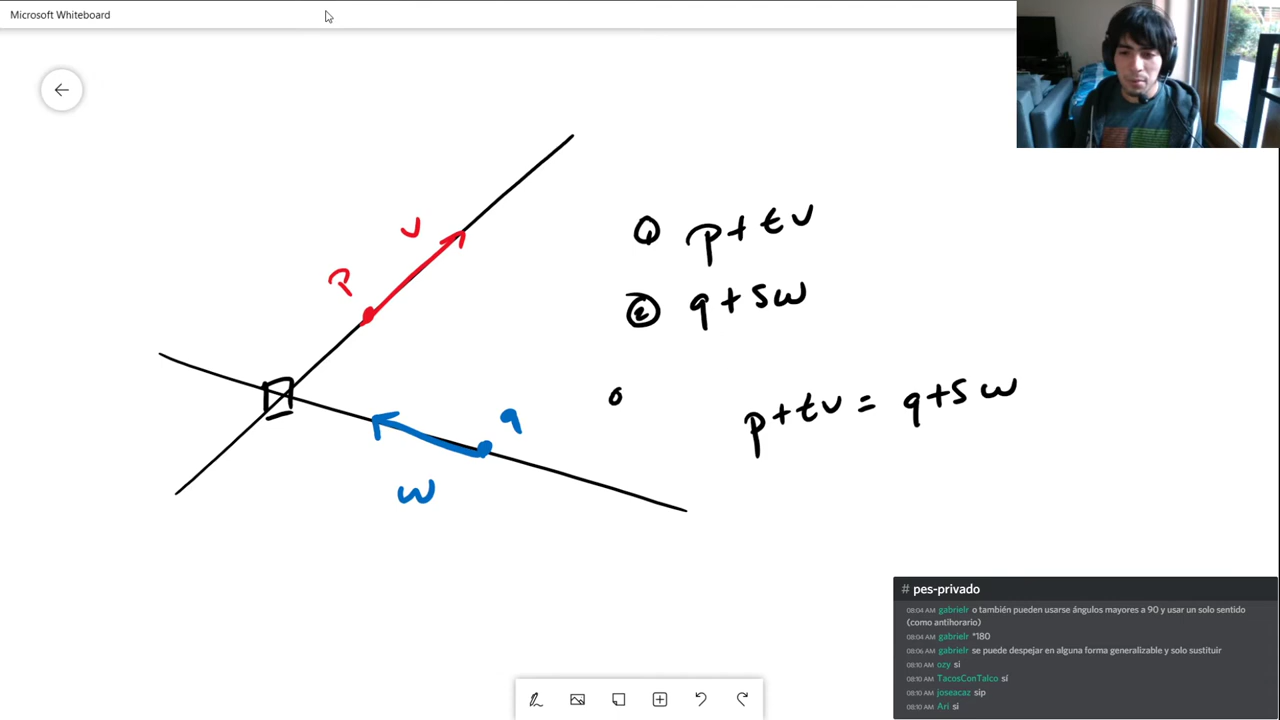 Microsoft Whiteboard
v
p
q
w
① p + tv
② q + sw
p + tv = q + sw
# pes-privado
08:04 AM gabrielr o también pueden usarse ángulos mayores a 90 y usar un solo sentido
(como antihorario)
08:04 AM gabrielr *180
08:06 AM gabrielr se puede despejar en alguna forma generalizable y solo sustituir
08:10 AM ozy si
08:10 AM TacosConTalco sí
08:10 AM joseacaz sip
08:10 AM Ari si